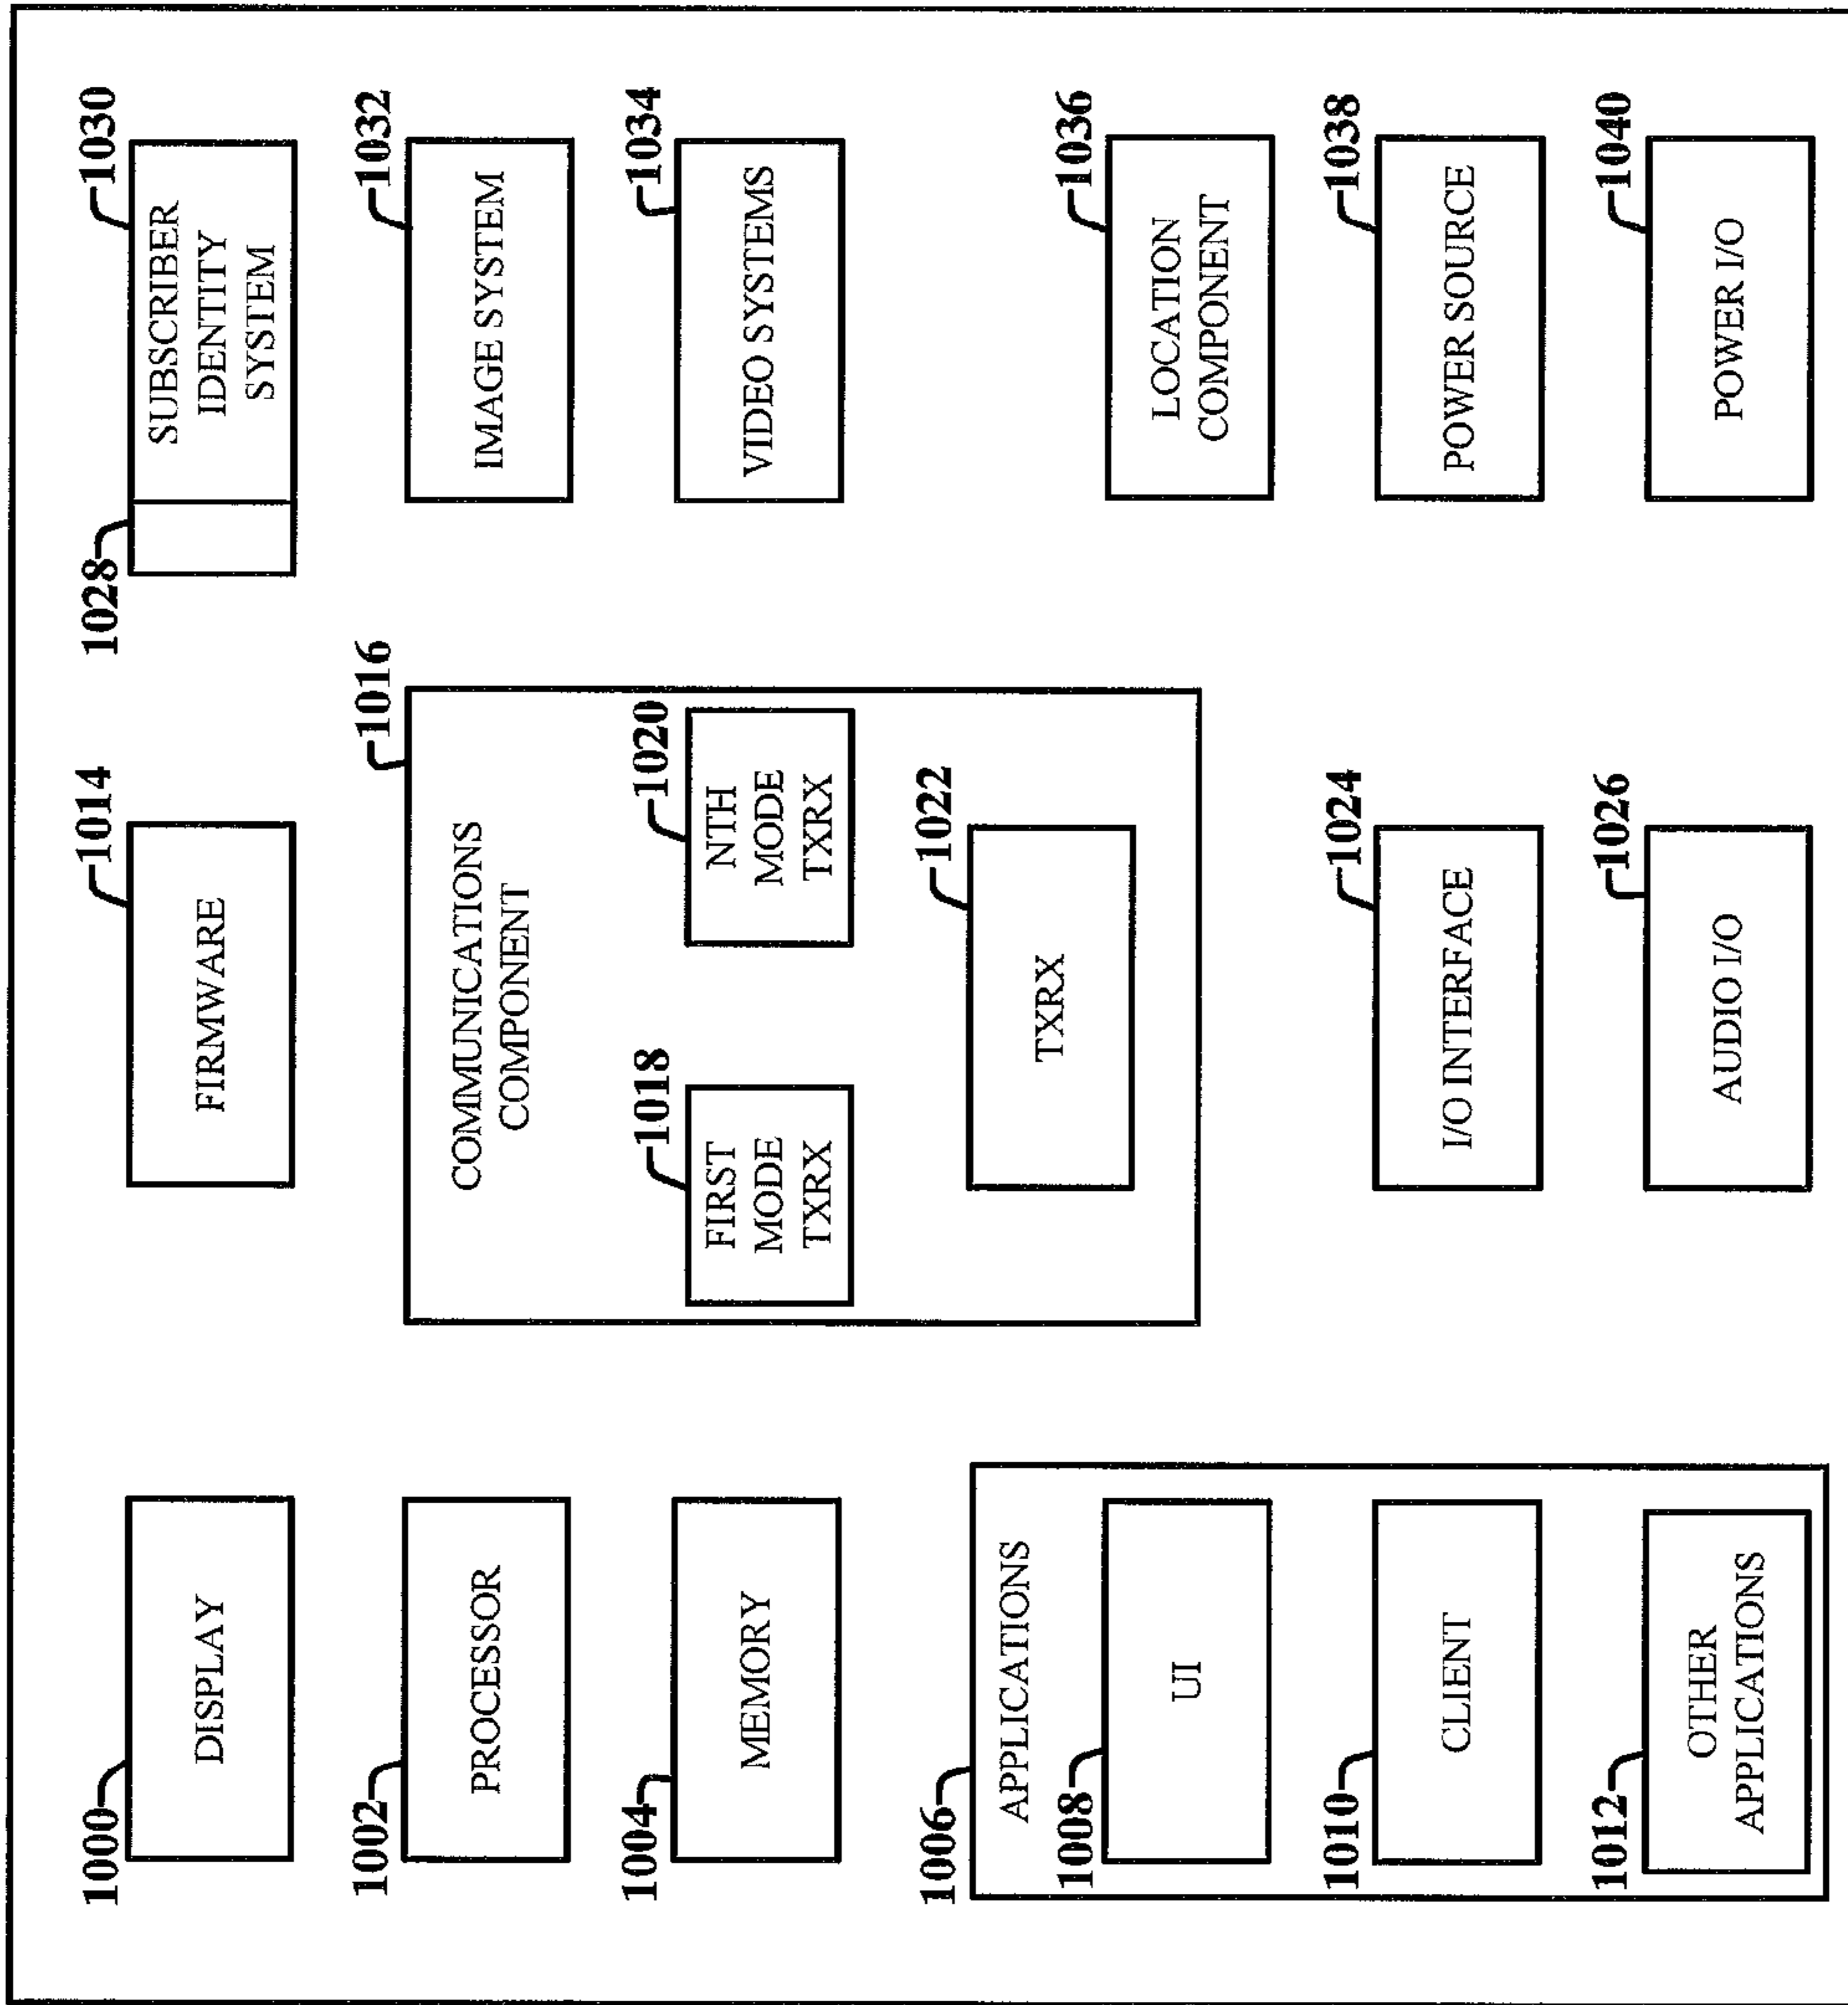 1000
DISPLAY
1002
PROCESSOR
1004
MEMORY
1006
APPLICATIONS
1008
UI
1010
CLIENT
1012
OTHER
APPLICATIONS
1014
FIRMWARE
1016
COMMUNICATIONS
COMPONENT
1018
FIRST
MODE
TXRX
1020
NTH
MODE
TXRX
1022
TXRX
1024
I/O INTERFACE
1026
AUDIO I/O
1028
1030
SUBSCRIBER
IDENTITY
SYSTEM
1032
IMAGE SYSTEM
1034
VIDEO SYSTEMS
1036
LOCATION
COMPONENT
1038
POWER SOURCE
1040
POWER I/O